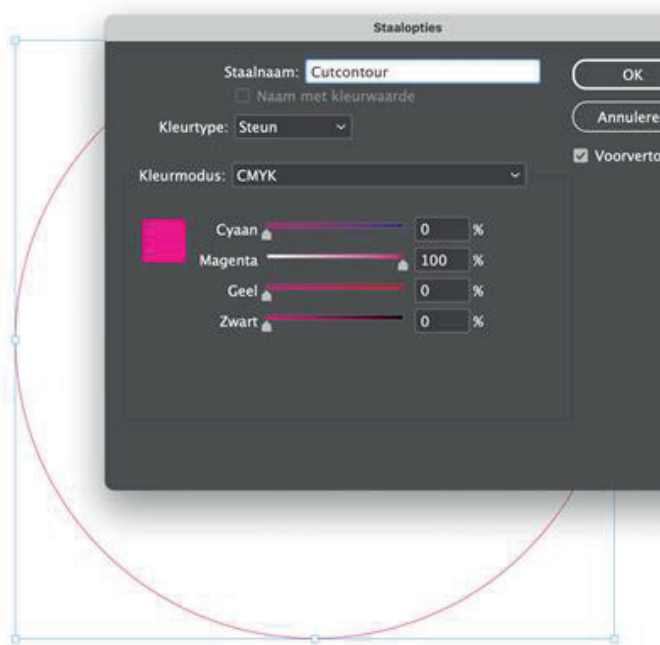 Staalopties
Staalnaam: Cutcontour
Naam met kleurwaarde
Kleurtype: Steun
Kleurmodus: CMYK
Cyaan 0 %
Magenta 100 %
Geel 0 %
Zwart 0 %
OK
Annulere
Voorverto